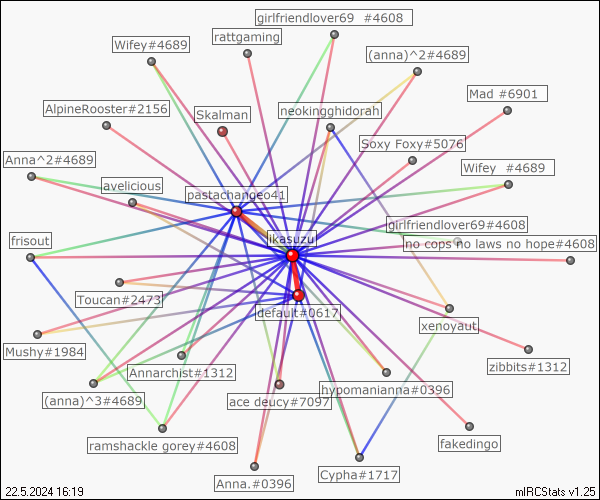 girlfriendlover69  #4608
rattgaming
Wifey#4689
(anna)^2#4689
Mad #6901
AlpineRooster#2156
Skalman
neokingghidorah
Soxy Foxy#5076
Anna^2#4689
Wifey  #4689
avelicious
pastachangeo41
girlfriendlover69#4608
frisout
ikasuzu
no cops no laws no hope#4608
Toucan#2473
default#0617
xenoyaut
Mushy#1984
zibbits#1312
Annarchist#1312
hypomanianna#0396
(anna)^3#4689
ace deucy#7097
ramshackle gorey#4608
fakedingo
Cypha#1717
Anna.#0396
22.5.2024 16:19
mIRCStats v1.25